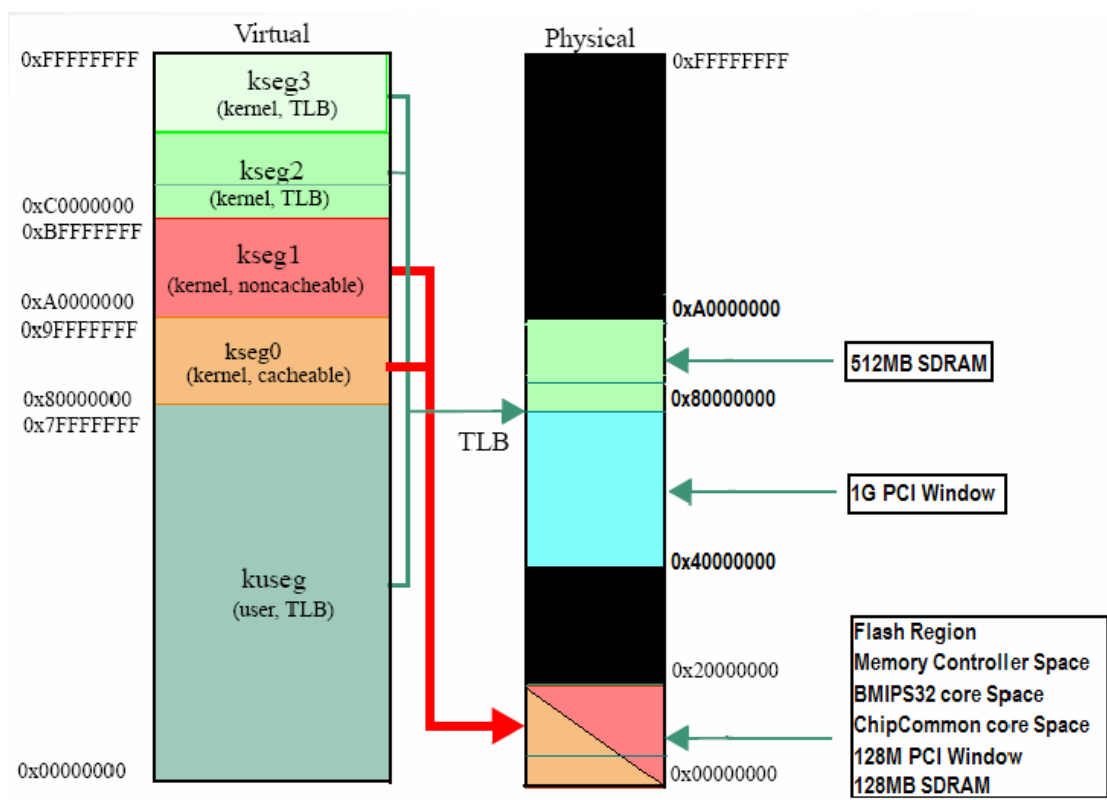 Virtual
Physical
0xFFFFFFFF
0xFFFFFFFF
kseg3
(kernel, TLB)
kseg2
(kernel, TLB)
0xC0000000
0xBFFFFFFF
kseg1
(kernel, noncacheable)
0xA0000000
0xA0000000
0x9FFFFFFF
kseg0
(kernel, cacheable)
512MB SDRAM
0x80000000
0x80000000
0x7FFFFFFF
TLB
1G PCI Window
0x40000000
kuseg
(user, TLB)
Flash Region
Memory Controller Space
0x20000000
BMIPS32 core Space
ChipCommon core Space
128M PCI Window
0x00000000
0x00000000
128MB SDRAM